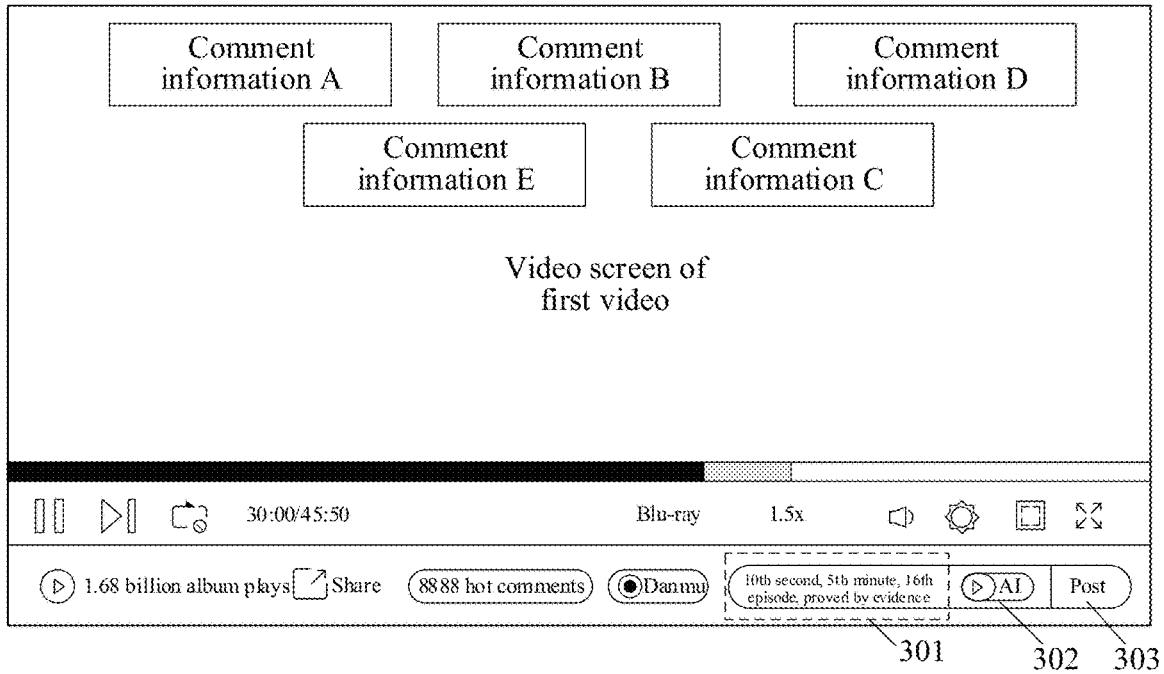 Comment
information A
Comment
information B
Comment
information D
Comment
information E
Comment
information C
Video screen of
first video
30:00/45:50
Blu-ray
1.5x
1.68 billion album plays
Share
8888 hot comments
Danmu
10th second, 5th minute, 16th
episode, proved by evidence
AI
Post
301
302
303